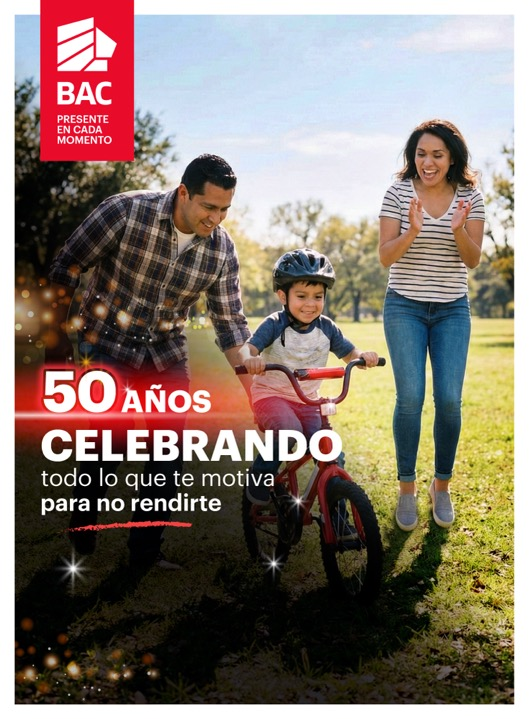 BAC
PRESENTE
EN CADA
MOMENTO
50 AÑOS
CELEBRANDO
todo lo que te motiva
para no rendirte